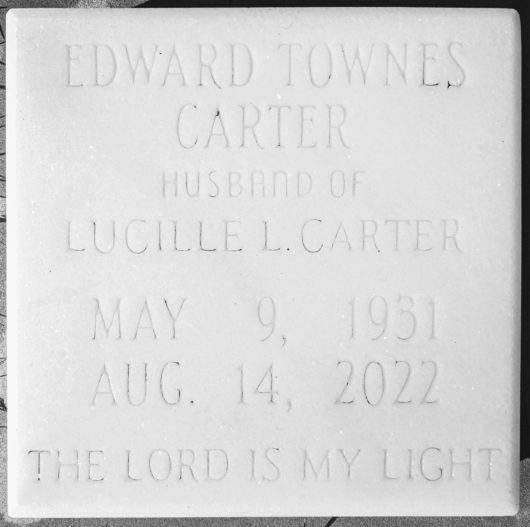 EDWARD TOWNES
CARTER
HUSBAND OF
LUCILLE L. CARTER
MAY 9, 1931
AUG. 14, 2022
THE LORD IS MY LIGHT